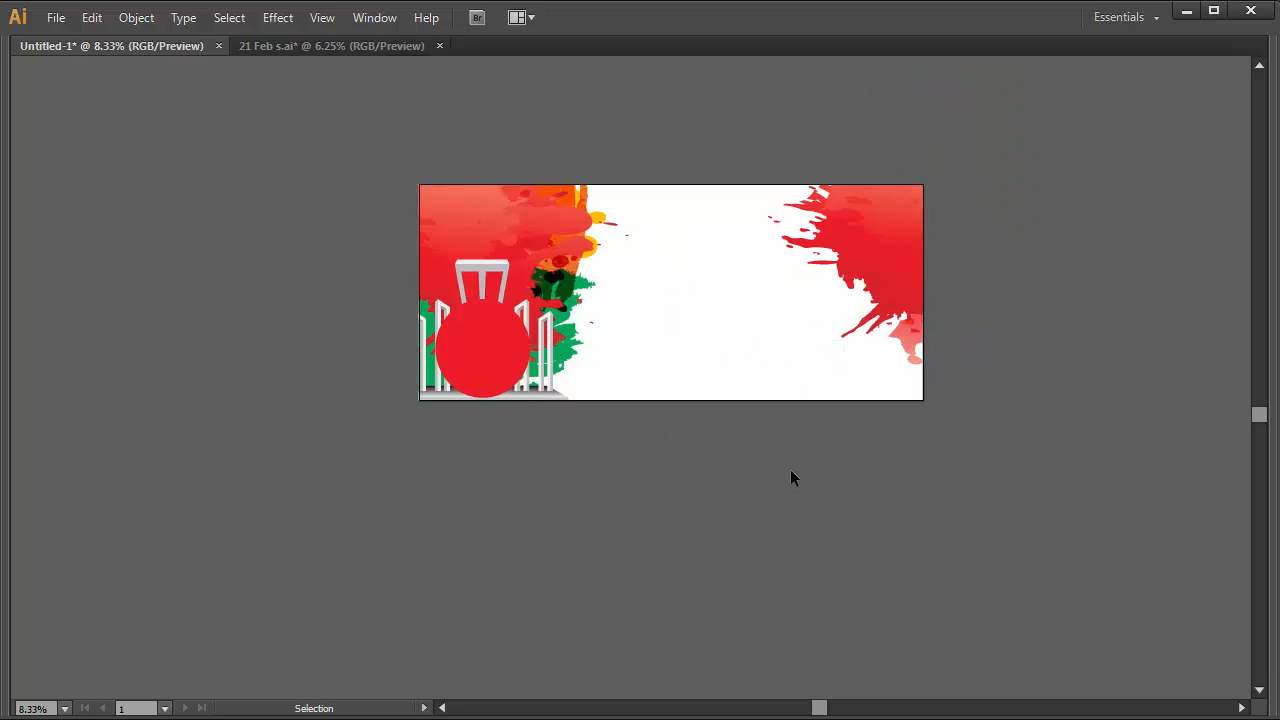 Ai File Edit Object Type Select Effect View Window Help Br Essentials
Untitled-1* @ 8.33% (RGB/Preview) 21 Feb s.ai* @ 6.25% (RGB/Preview)
8.33% 1 Selection